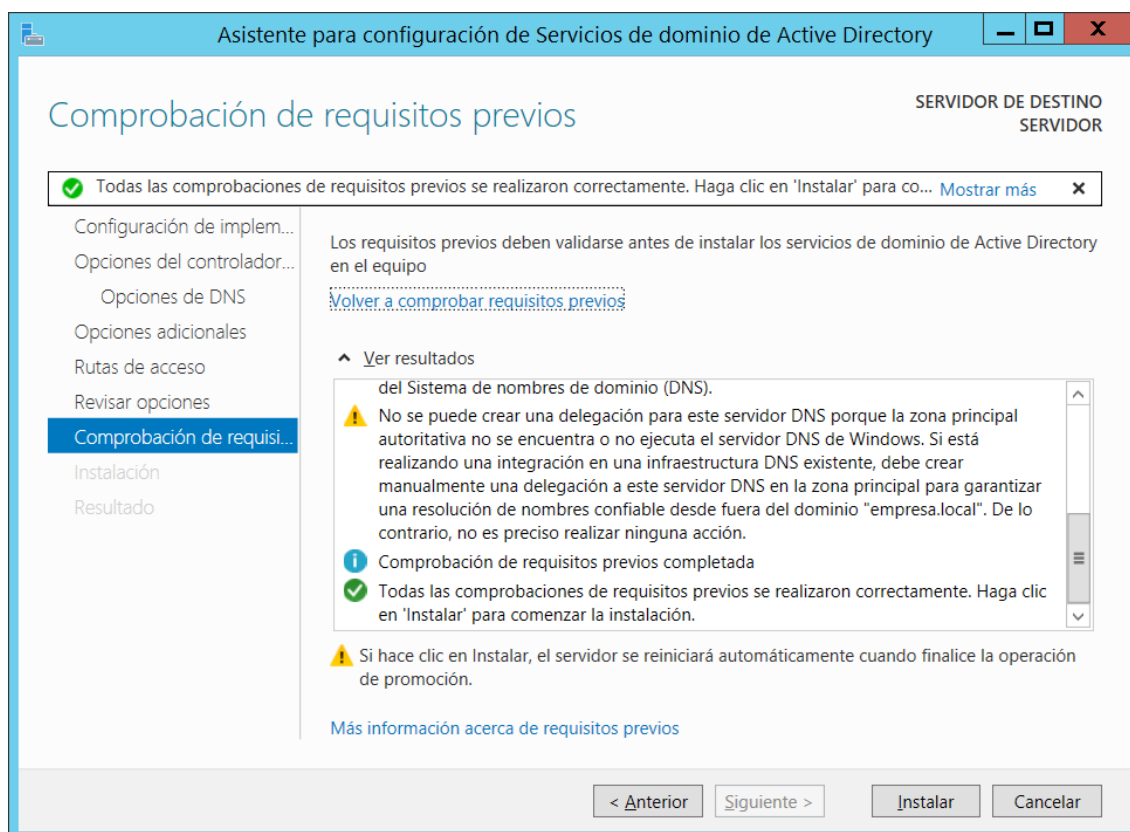 Asistente para configuración de Servicios de dominio de Active Directory
Comprobación de requisitos previos
SERVIDOR DE DESTINO
SERVIDOR
Todas las comprobaciones de requisitos previos se realizaron correctamente. Haga clic en 'Instalar' para co... Mostrar más
Configuración de implem...
Opciones del controlador...
Opciones de DNS
Opciones adicionales
Rutas de acceso
Revisar opciones
Comprobación de requisi...
Instalación
Resultado
Los requisitos previos deben validarse antes de instalar los servicios de dominio de Active Directory
en el equipo
Volver a comprobar requisitos previos
Ver resultados
del Sistema de nombres de dominio (DNS).
No se puede crear una delegación para este servidor DNS porque la zona principal
autoritativa no se encuentra o no ejecuta el servidor DNS de Windows. Si está
realizando una integración en una infraestructura DNS existente, debe crear
manualmente una delegación a este servidor DNS en la zona principal para garantizar
una resolución de nombres confiable desde fuera del dominio "empresa.local". De lo
contrario, no es preciso realizar ninguna acción.
Comprobación de requisitos previos completada
Todas las comprobaciones de requisitos previos se realizaron correctamente. Haga clic
en 'Instalar' para comenzar la instalación.
Si hace clic en Instalar, el servidor se reiniciará automáticamente cuando finalice la operación
de promoción.
Más información acerca de requisitos previos
< Anterior
Siguiente >
Instalar
Cancelar